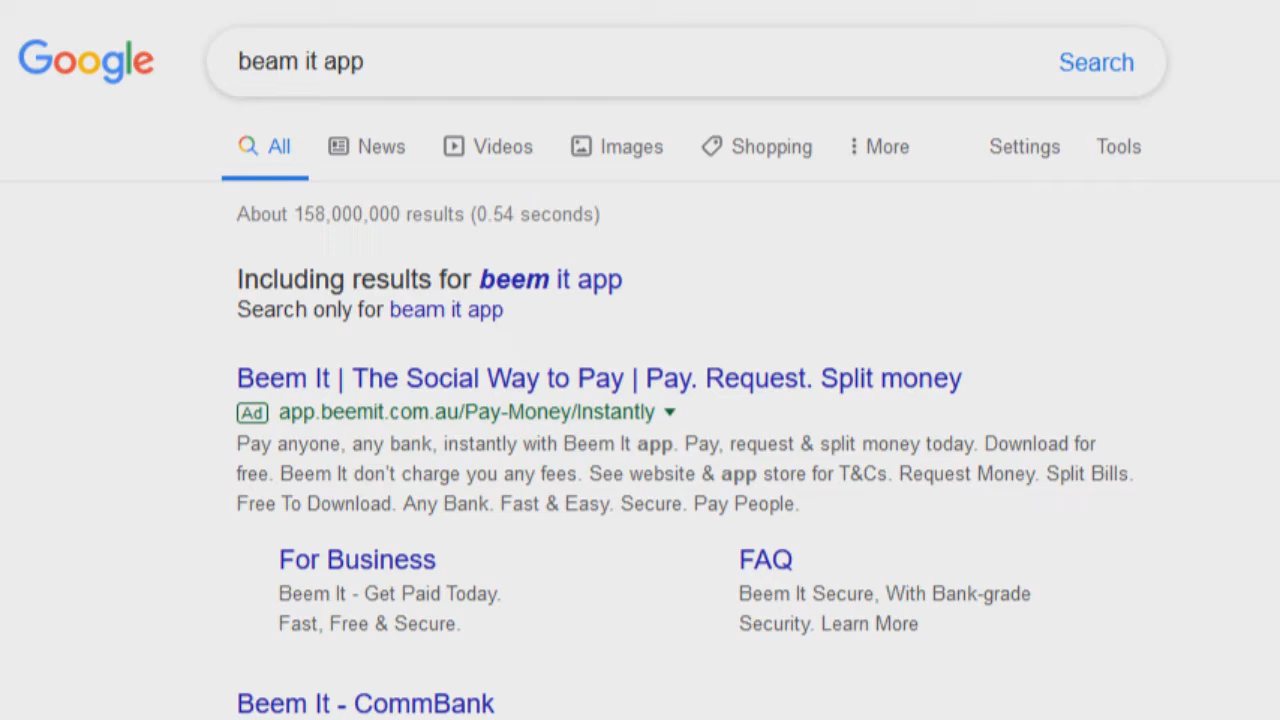 Google
beam it app
Search
All News Videos Images Shopping More Settings Tools
About 158,000,000 results (0.54 seconds)
Including results for beem it app
Search only for beam it app
Beem It | The Social Way to Pay | Pay. Request. Split money
Ad app.beemit.com.au/Pay-Money/Instantly
Pay anyone, any bank, instantly with Beem It app. Pay, request & split money today. Download for
free. Beem It don't charge you any fees. See website & app store for T&Cs. Request Money. Split Bills.
Free To Download. Any Bank. Fast & Easy. Secure. Pay People.
For Business
Beem It - Get Paid Today.
Fast, Free & Secure.
FAQ
Beem It Secure, With Bank-grade
Security. Learn More
Beem It - CommBank